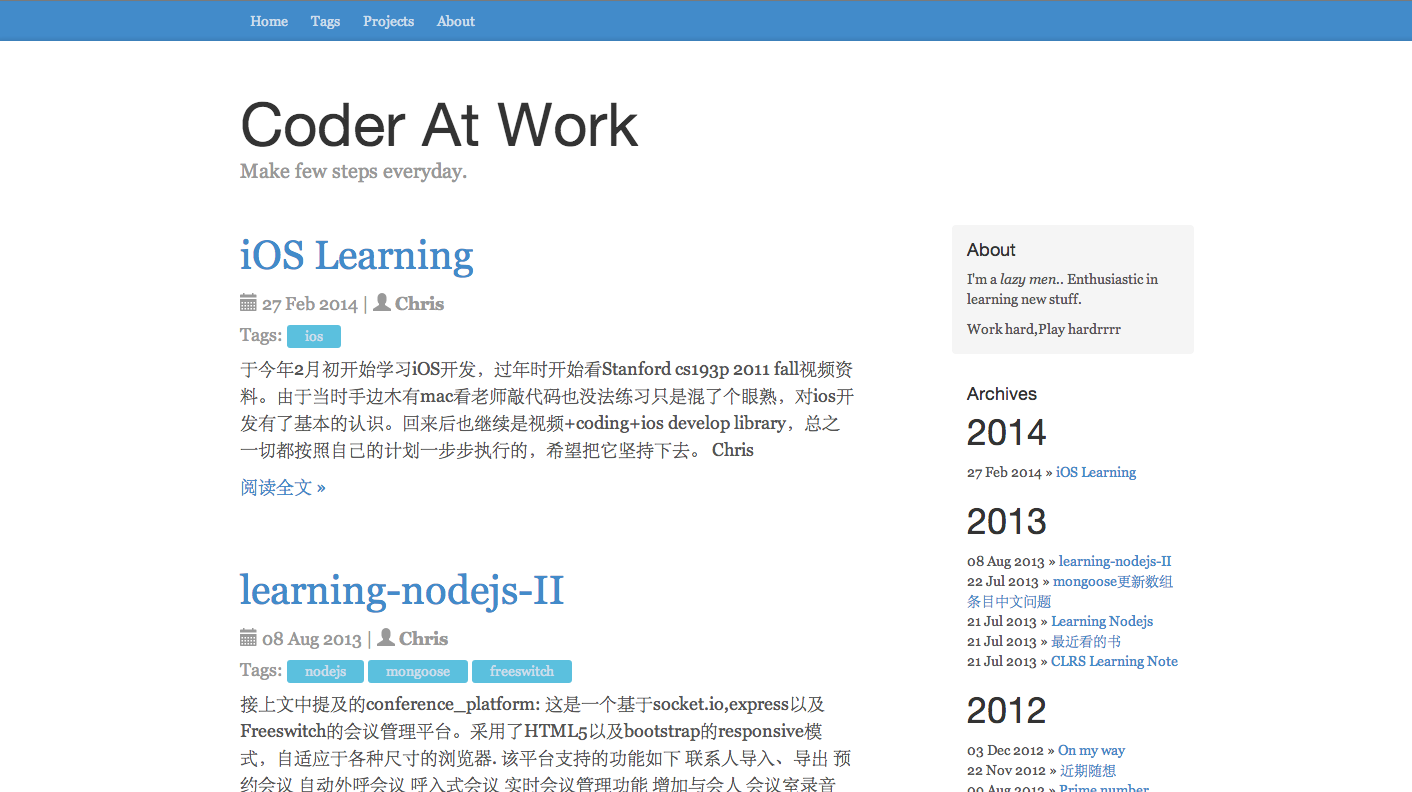 Home Tags Projects About
Coder At Work
Make few steps everyday.
iOS Learning
27 Feb 2014 | Chris
Tags: ios
于今年2月初开始学习iOS开发，过年时开始看Stanford cs193p 2011 fall视频资
料。由于当时手边木有mac看老师敲代码也没法练习只是混了个眼熟，对ios开
发有了基本的认识。回来后也继续是视频+coding+ios develop library，总之
一切都按照自己的计划一步步执行的，希望把它坚持下去。 Chris
阅读全文 »
learning-nodejs-II
08 Aug 2013 | Chris
Tags: nodejs mongoose freeswitch
接上文中提及的conference_platform: 这是一个基于socket.io,express以及
Freeswitch的会议管理平台。采用了HTML5以及bootstrap的responsive模
式，自适应于各种尺寸的浏览器. 该平台支持的功能如下 联系人导入、导出 预
约会议 自动外呼会议 呼入式会议 实时会议管理功能 增加与会人 会议室录音
About
I'm a lazy men.. Enthusiastic in
learning new stuff.
Work hard,Play hardrrrr
Archives
2014
27 Feb 2014 » iOS Learning
2013
08 Aug 2013 » learning-nodejs-II
22 Jul 2013 » mongoose更新数组
条目中文问题
21 Jul 2013 » Learning Nodejs
21 Jul 2013 » 最近看的书
21 Jul 2013 » CLRS Learning Note
2012
03 Dec 2012 » On my way
22 Nov 2012 » 近期随想
09 Aug 2012 » Prime number